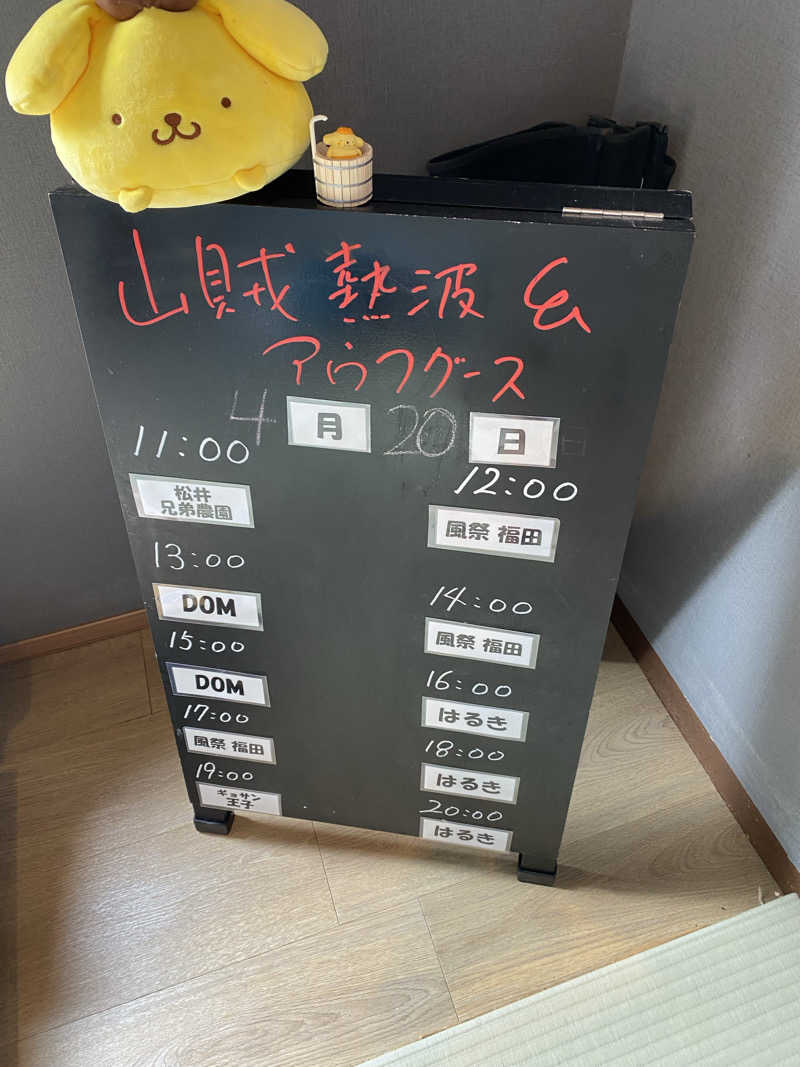 山賊 熱波 &
アウフグース
4月20日
11:00
松井
兄弟農園
12:00
風祭 福田
13:00
DOM
14:00
風祭 福田
15:00
DOM
16:00
はるき
17:00
風祭 福田
18:00
はるき
19:00
ギョサン
王子
20:00
はるき